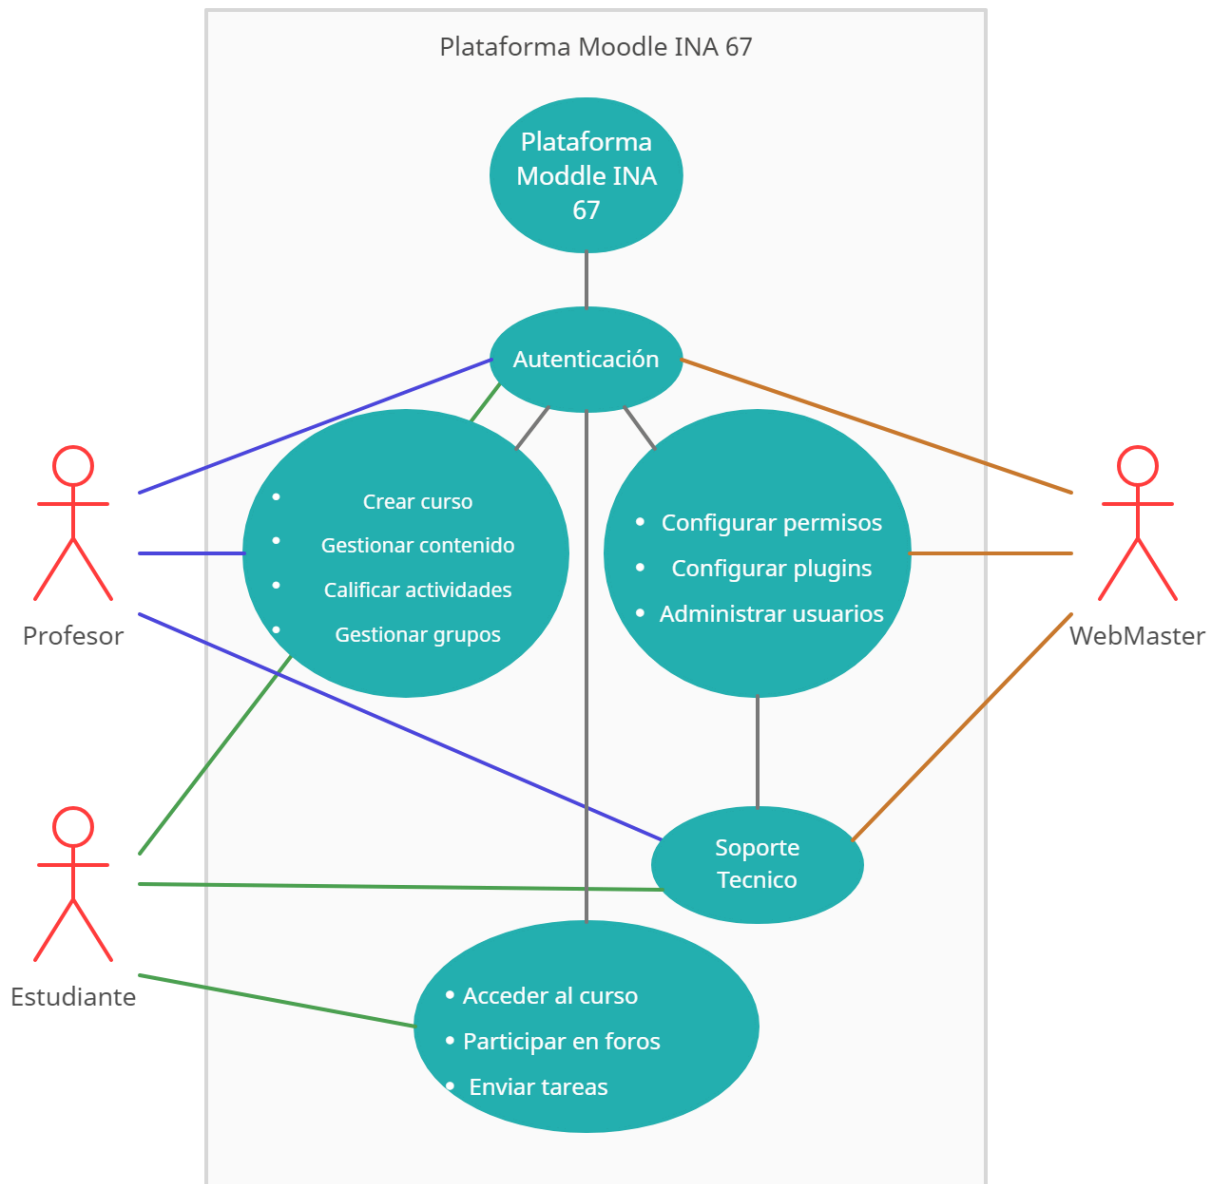 Plataforma Moodle INA 67
Plataforma
Moddle INA
67
Autenticación
• Crear curso
• Gestionar contenido
• Calificar actividades
• Gestionar grupos
• Configurar permisos
• Configurar plugins
• Administrar usuarios
Profesor
WebMaster
Soporte
Tecnico
Estudiante
• Acceder al curso
• Participar en foros
• Enviar tareas